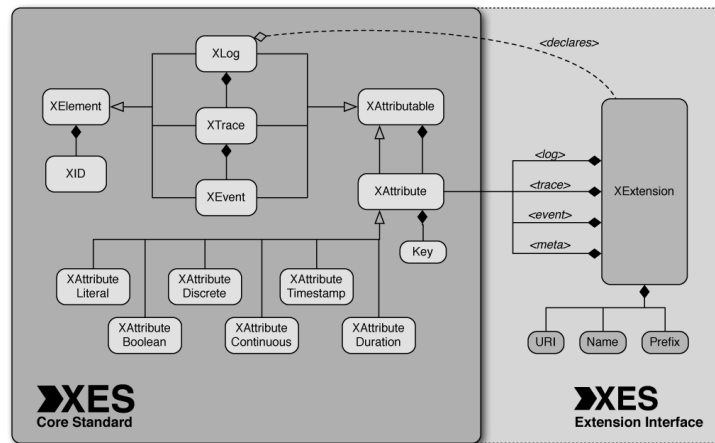 XLog
<declares>
XElement
XAttributable
XTrace
XID
XEvent
XAttribute
Key
<log>
<trace>
<event>
<meta>
XExtension
XAttribute
Literal
XAttribute
Discrete
XAttribute
Timestamp
XAttribute
Boolean
XAttribute
Continuous
XAttribute
Duration
URI
Name
Prefix
XES
Core Standard
XES
Extension Interface